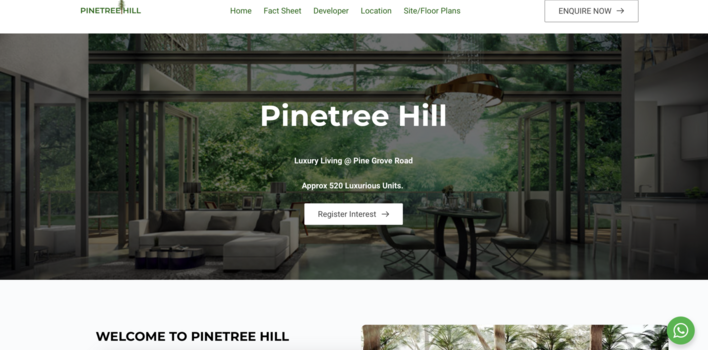 PINETREE HILL
Home Fact Sheet Developer Location Site/Floor Plans
ENQUIRE NOW →
Pinetree Hill
Luxury Living @ Pine Grove Road
Approx 520 Luxurious Units.
Register Interest →
WELCOME TO PINETREE HILL